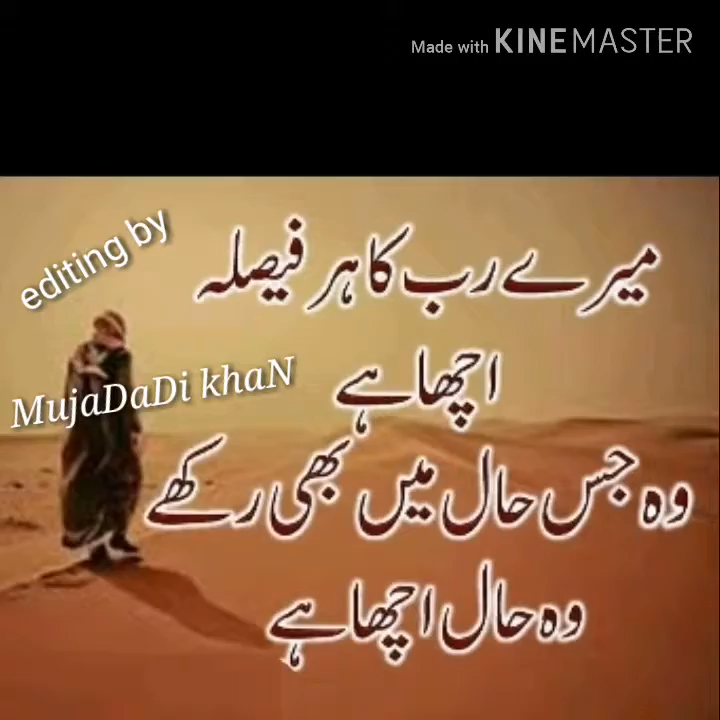 Made with KINEMASTER
editing by
میرے رب کا ہر فیصلہ
اچھا ہے
MujaDaDi khaN
وہ جس حال میں بھی رکھے
وہ حال اچھا ہے